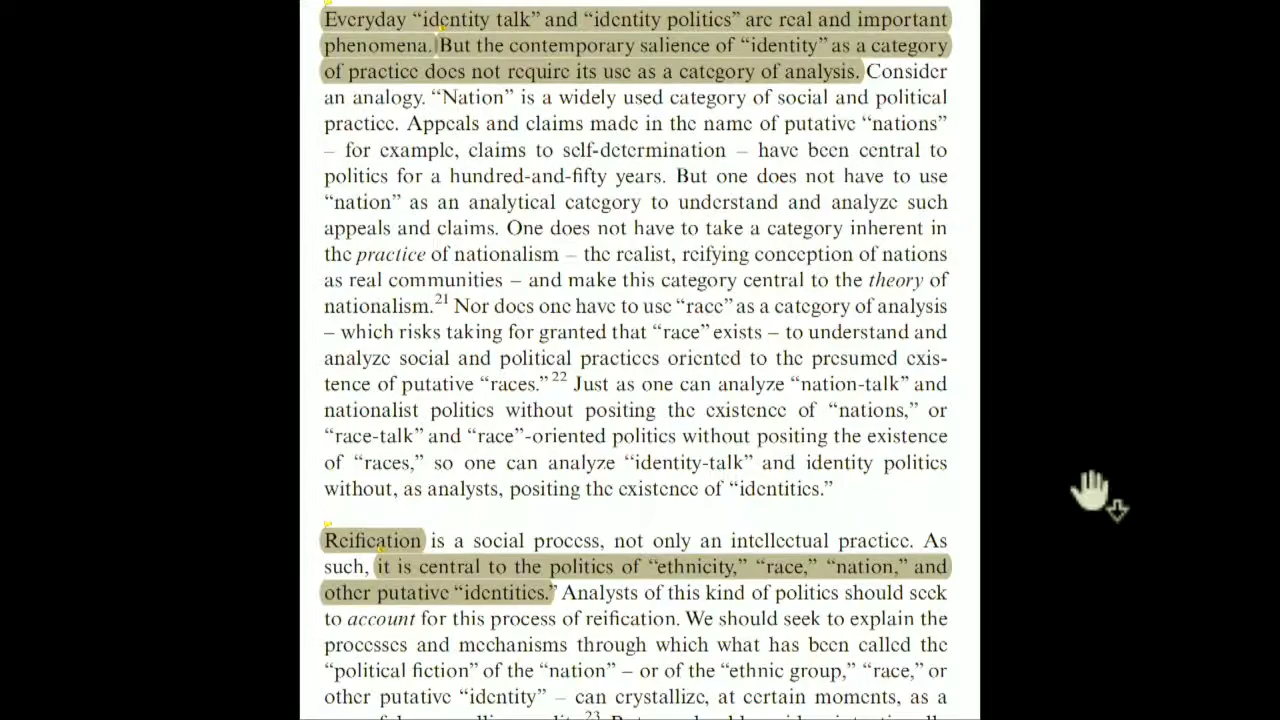 Everyday “identity talk” and “identity politics” are real and important
phenomena. But the contemporary salience of “identity” as a category
of practice does not require its use as a category of analysis. Consider
an analogy. “Nation” is a widely used category of social and political
practice. Appeals and claims made in the name of putative “nations”
– for example, claims to self-determination – have been central to
politics for a hundred-and-fifty years. But one does not have to use
“nation” as an analytical category to understand and analyze such
appeals and claims. One does not have to take a category inherent in
the practice of nationalism – the realist, reifying conception of nations
as real communities – and make this category central to the theory of
nationalism.21 Nor does one have to use “race” as a category of analysis
– which risks taking for granted that “race” exists – to understand and
analyze social and political practices oriented to the presumed exis-
tence of putative “races.” 22 Just as one can analyze “nation-talk” and
nationalist politics without positing the existence of “nations,” or
“race-talk” and “race”-oriented politics without positing the existence
of “races,” so one can analyze “identity-talk” and identity politics
without, as analysts, positing the existence of “identities.”
Reification is a social process, not only an intellectual practice. As
such, it is central to the politics of “ethnicity,” “race,” “nation,” and
other putative “identities.” Analysts of this kind of politics should seek
to account for this process of reification. We should seek to explain the
processes and mechanisms through which what has been called the
“political fiction” of the “nation” – or of the “ethnic group,” “race,” or
other putative “identity” – can crystallize, at certain moments, as a
23